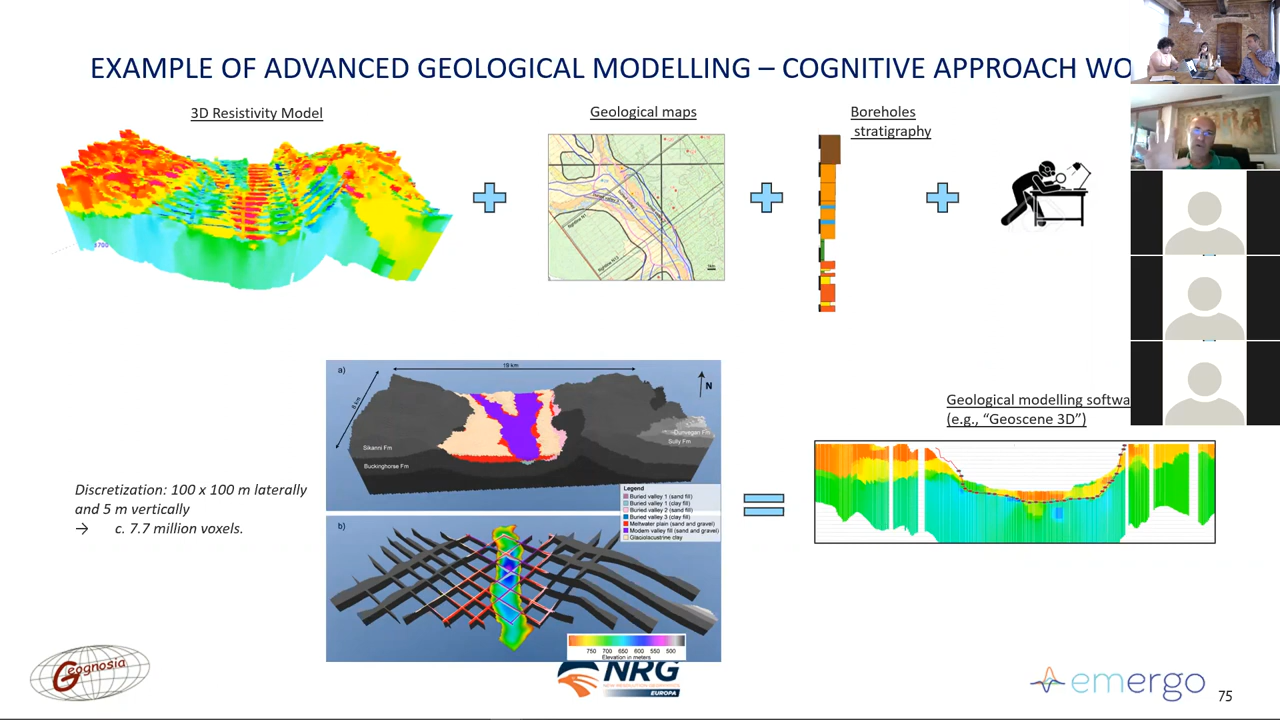 EXAMPLE OF ADVANCED GEOLOGICAL MODELLING – COGNITIVE APPROACH WO
3D Resistivity Model
Geological maps
Boreholes
stratigraphy
4700
a)
19 km
8 km
N
Sikanni Fm
Buckinghorse Fm
Dunvegan Fm
Sully Fm
Legend
Buried valley 1 (sand fill)
Buried valley 1 (clay fill)
Buried valley 2 (sand fill)
Buried valley 3 (clay fill)
Meltwater plain (sand and gravel)
Modern valley fill (sand and gravel)
Glaciolacustrine clay
b)
750 700 650 600 550 500
Elevation in meters
Discretization: 100 x 100 m laterally
and 5 m vertically
→ c. 7.7 million voxels.
Geological modelling softwa
(e.g., “Geoscene 3D”)
Geognosia
NRG
EUROPA
emergo
75